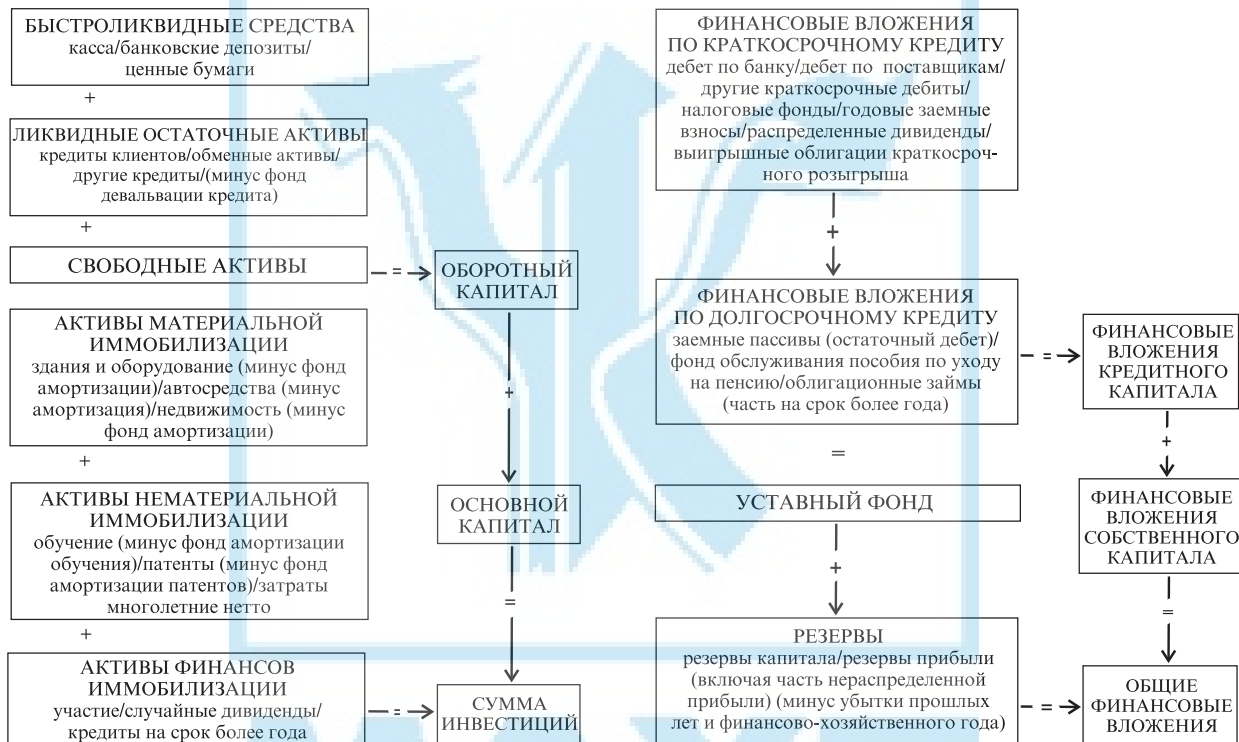 БЫСТРОЛИКВИДНЫЕ СРЕДСТВА
касса/банковские депозиты/
ценные бумаги
+
ЛИКВИДНЫЕ ОСТАТОЧНЫЕ АКТИВЫ
кредиты клиентов/обменные активы/
другие кредиты/(минус фонд
девальвации кредита)
+
СВОБОДНЫЕ АКТИВЫ
=
ОБОРОТНЫЙ
КАПИТАЛ
АКТИВЫ МАТЕРИАЛЬНОЙ
ИММОБИЛИЗАЦИИ
здания и оборудование (минус фонд
амортизации)/автосредства (минус
амортизация)/недвижимость (минус
фонд амортизации)
+
+
АКТИВЫ НЕМАТЕРИАЛЬНОЙ
ИММОБИЛИЗАЦИИ
обучение (минус фонд амортизации
обучения)/патенты (минус фонд
амортизации патентов)/затраты
многолетние нетто
ОСНОВНОЙ
КАПИТАЛ
+
=
АКТИВЫ ФИНАНСОВ
ИММОБИЛИЗАЦИИ
участие/случайные дивиденды/
кредиты на срок более года
=
СУММА
ИНВЕСТИЦИЙ
ФИНАНСОВЫЕ ВЛОЖЕНИЯ
ПО КРАТКОСРОЧНОМУ КРЕДИТУ
дебет по банку/дебет по поставщикам/
другие краткосрочные дебиты/
налоговые фонды/годовые заемные
взносы/распределенные дивиденды/
выигрышные облигации краткосроч-
ного розыгрыша
+
ФИНАНСОВЫЕ ВЛОЖЕНИЯ
ПО ДОЛГОСРОЧНОМУ КРЕДИТУ
заемные пассивы (остаточный дебет)/
фонд обслуживания пособия по уходу
на пенсию/облигационные займы
(часть на срок более года)
=
ФИНАНСОВЫЕ
ВЛОЖЕНИЯ
КРЕДИТНОГО
КАПИТАЛА
=
+
УСТАВНЫЙ ФОНД
ФИНАНСОВЫЕ
ВЛОЖЕНИЯ
СОБСТВЕННОГО
КАПИТАЛА
+
=
РЕЗЕРВЫ
резервы капитала/резервы прибыли
(включая часть нераспределенной
прибыли) (минус убытки прошлых
лет и финансово-хозяйственного года)
=
ОБЩИЕ
ФИНАНСОВЫЕ
ВЛОЖЕНИЯ